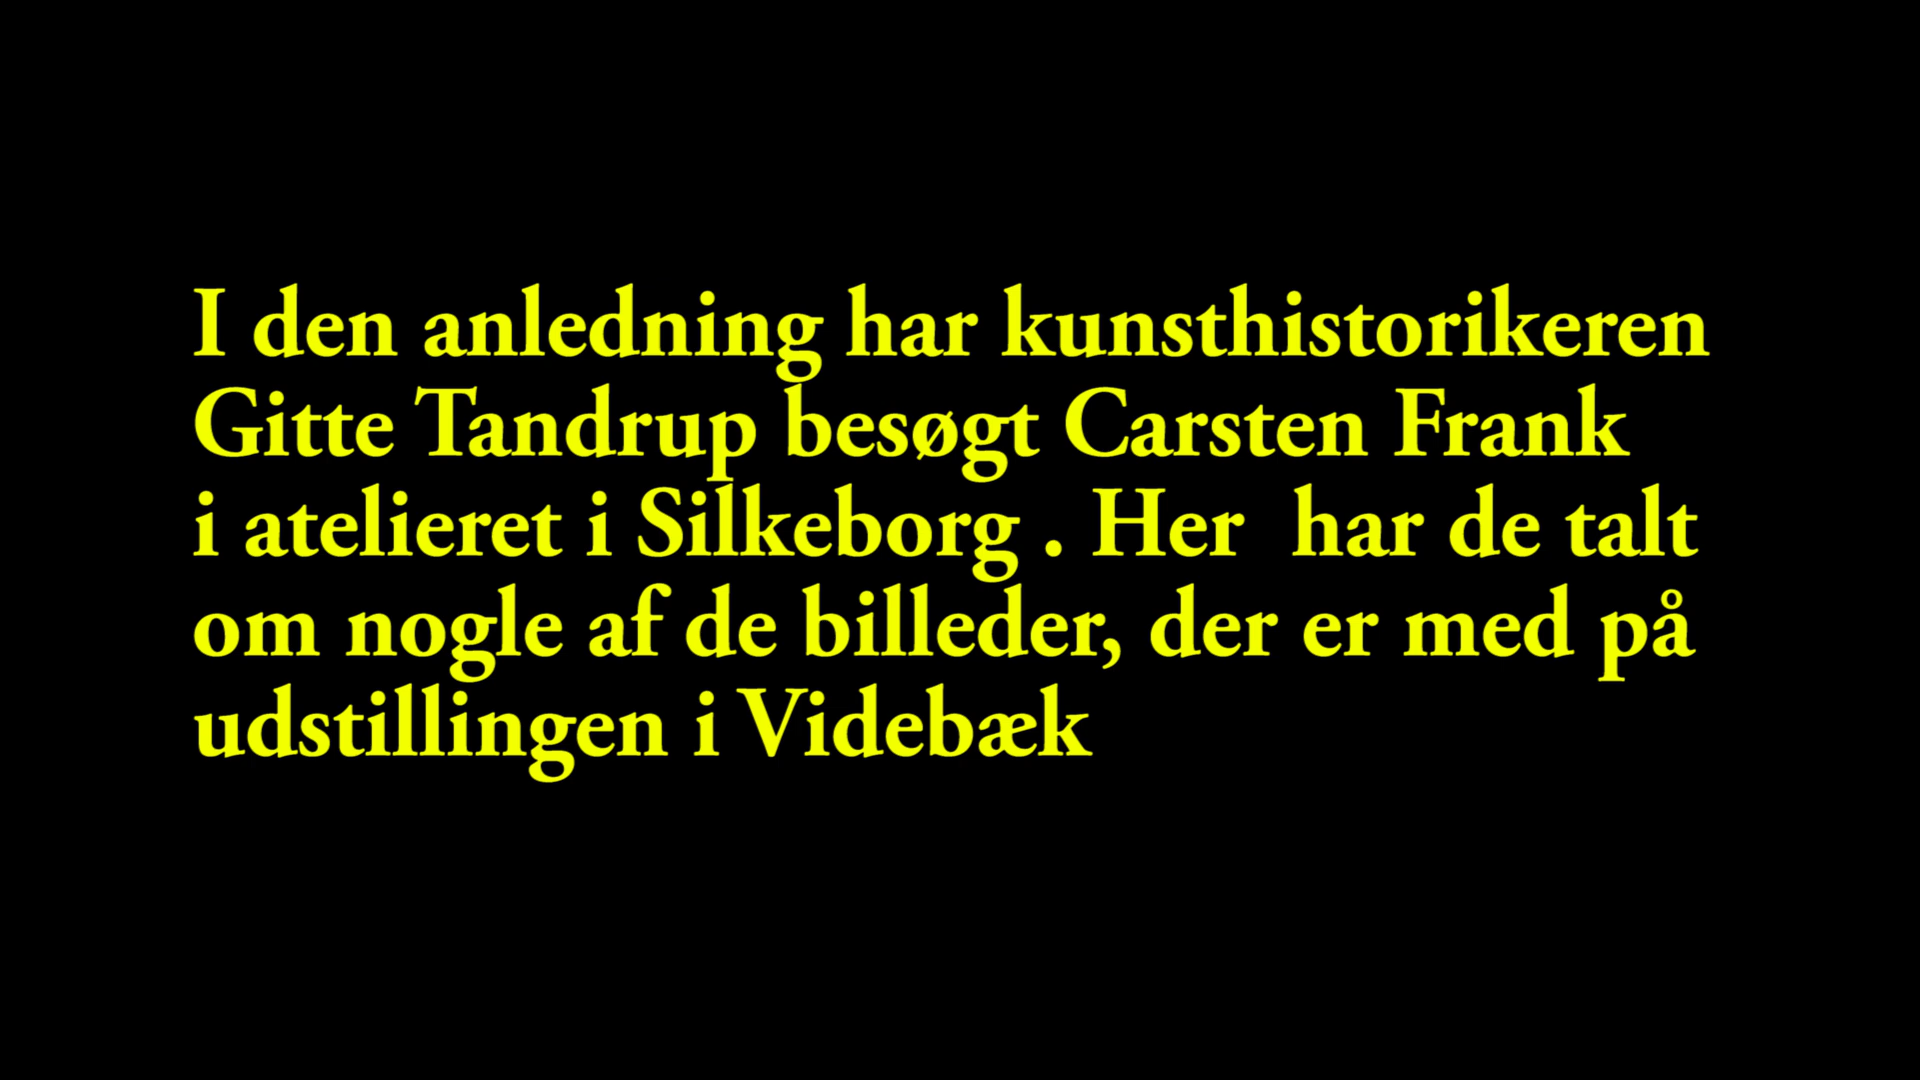 I den anledning har kunsthistorikeren
Gitte Tandrup besøgt Carsten Frank
i atelieret i Silkeborg . Her  har de talt
om nogle af de billeder, der er med på
udstillingen i Videbæk